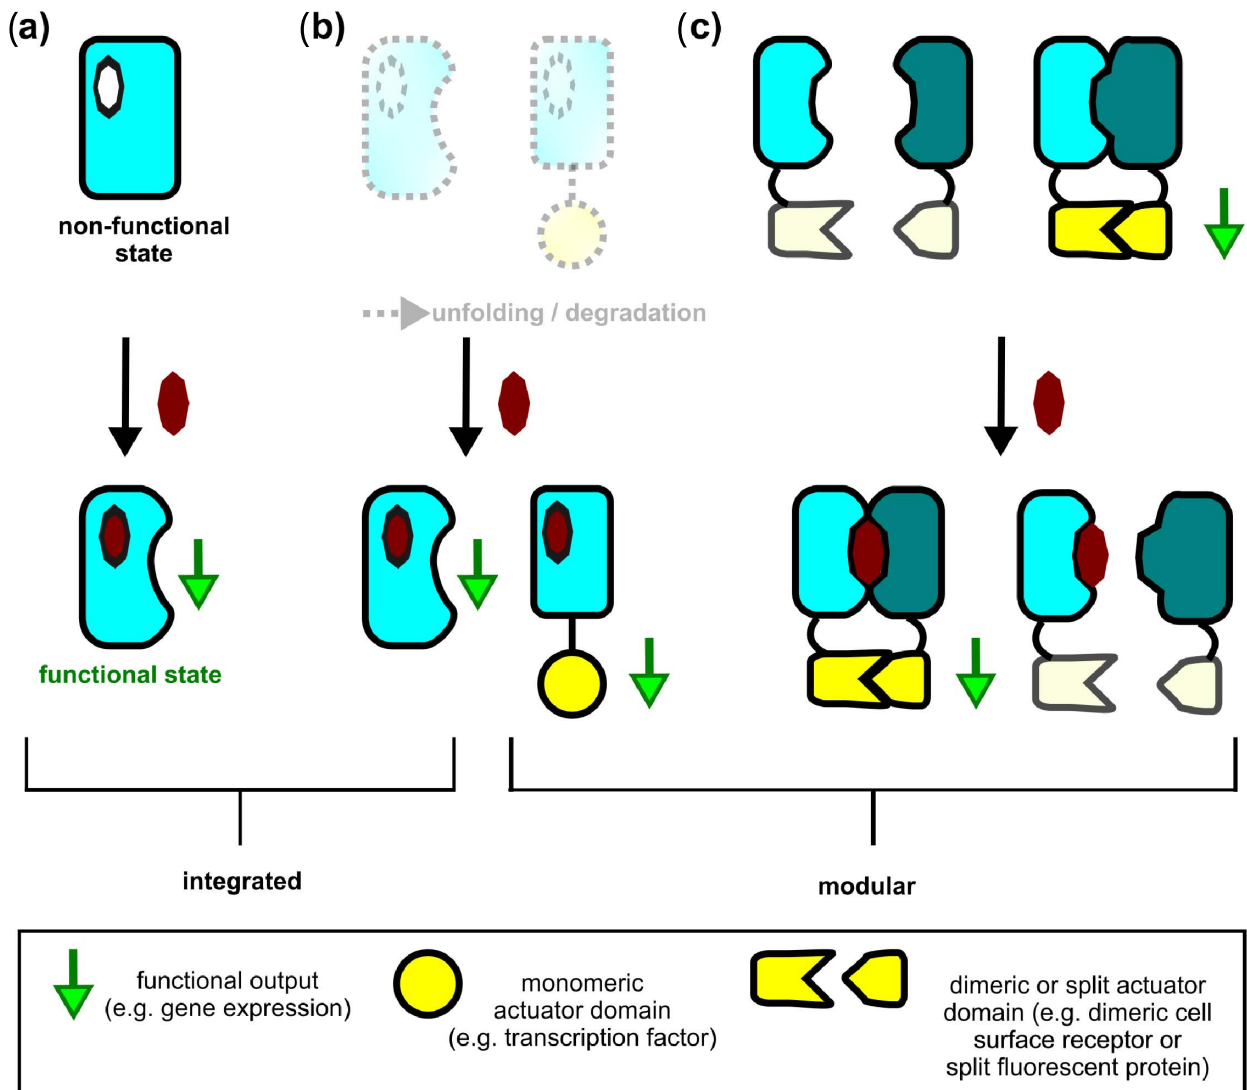 (a)
(b)
(c)
non-functional
state
unfolding / degradation
functional state
integrated
modular
functional output
(e.g. gene expression)
monomeric
actuator domain
(e.g. transcription factor)
dimeric or split actuator
domain (e.g. dimeric cell
surface receptor or
split fluorescent protein)